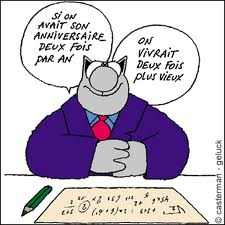 SI ON
AVAIT SON
ANNIVERSAIRE
DEUX FOIS
PAR AN
ON
VIVRAIT
DEUX FOIS
PLUS VIEUX
© casterman - geluck